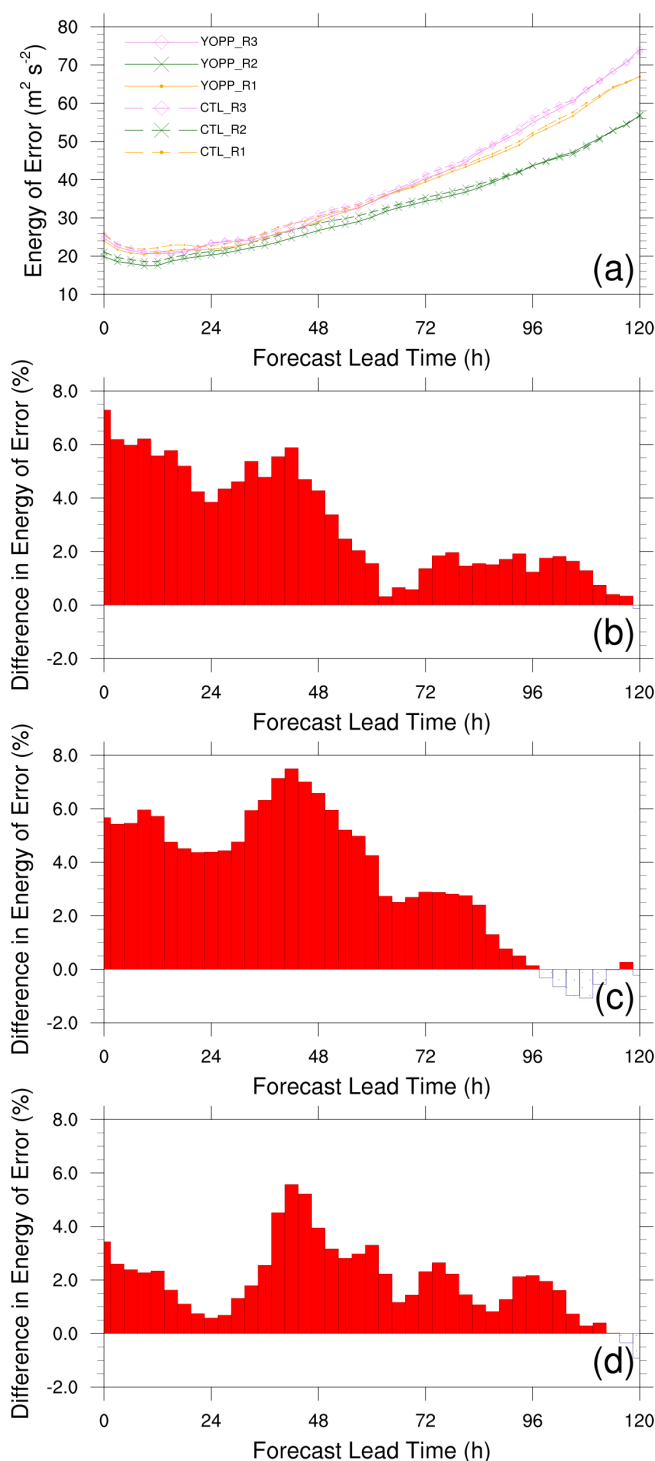 80
70
60
50
40
30
20
10
Energy of Error (m² s⁻²)
YOPP_R3
YOPP_R2
YOPP_R1
CTL_R3
CTL_R2
CTL_R1
(a)
0 24 48 72 96 120
Forecast Lead Time (h)
8.0
6.0
4.0
2.0
0.0
-2.0
Difference in Energy of Error (%)
(b)
0 24 48 72 96 120
Forecast Lead Time (h)
8.0
6.0
4.0
2.0
0.0
-2.0
Difference in Energy of Error (%)
(c)
0 24 48 72 96 120
Forecast Lead Time (h)
8.0
6.0
4.0
2.0
0.0
-2.0
Difference in Energy of Error (%)
(d)
0 24 48 72 96 120
Forecast Lead Time (h)